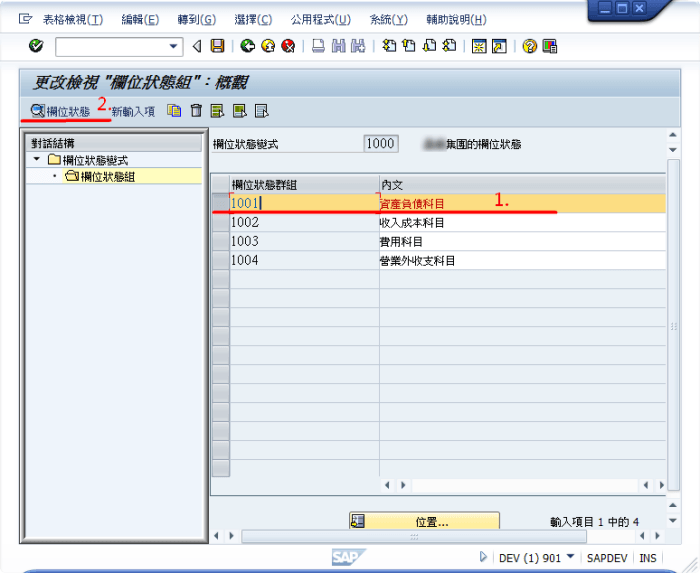 表格檢視(T) 編輯(E) 轉到(G) 選擇(C) 公用程式(U) 系統(Y) 輔助說明(H)
更改檢視 "欄位狀態組": 概觀
欄位狀態 2. 新輸入項
對話結構
欄位狀態變式
欄位狀態組
欄位狀態變式 1000 集團的欄位狀態
欄位狀態群組 內文
1001 資產負債科目 1.
1002 收入成本科目
1003 費用科目
1004 營業外收支科目
位置... 輸入項目 1 中的 4
SAP DEV (1) 901 SAPDEV INS